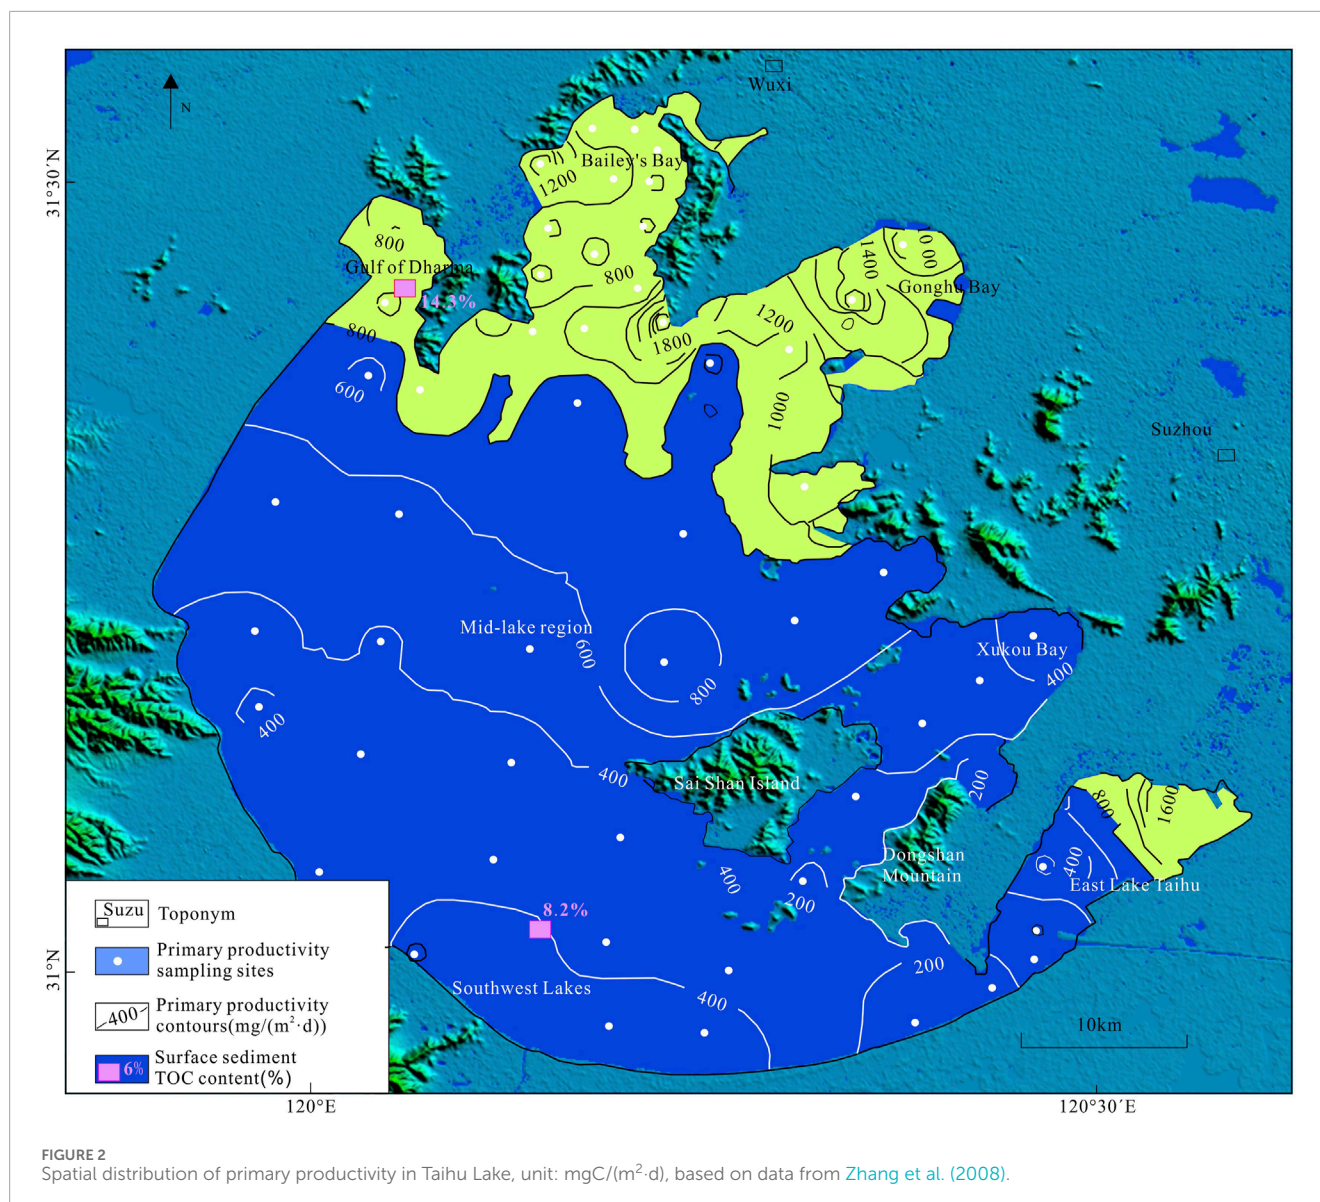 N
Wuxi
31°30´N
Bailey's Bay
1200
800
Gulf of Dharma
14.3%
800
600
800
1800
1200
1400
Gonghu Bay
1000
Suzhou
Mid-lake region
600
800
Xukou Bay
400
400
400
Sai Shan Island
200
800
1600
Dongshan
Mountain
400
200
400
East Lake Taihu
8.2%
Southwest Lakes
400
200
31°N
Suzu Toponym
Primary productivity
sampling sites
400 Primary productivity
contours(mg/(m²·d))
6% Surface sediment
TOC content(%)
10km
120°E
120°30´E
FIGURE 2
Spatial distribution of primary productivity in Taihu Lake, unit: mgC/(m²·d), based on data from Zhang et al. (2008).